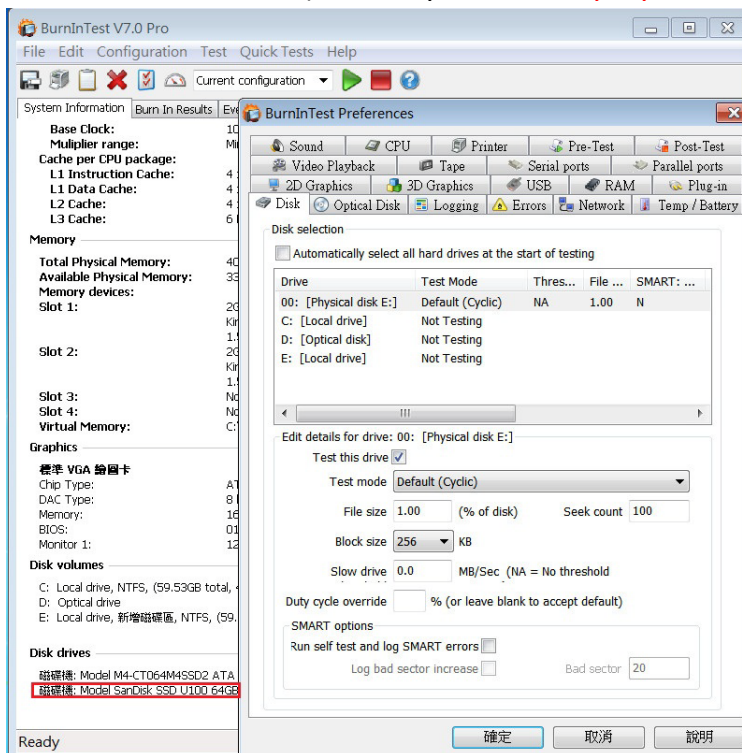 BurnInTest V7.0 Pro
File Edit Configuration Test Quick Tests Help
Current configuration
System Information Burn In Results
Base Clock:
Muliplier range:
Cache per CPU package:
L1 Instruction Cache:
L1 Data Cache:
L2 Cache:
L3 Cache:
Memory
Total Physical Memory:
Available Physical Memory:
Memory devices:
Slot 1:
Slot 2:
Slot 3:
Slot 4:
Virtual Memory:
Graphics
標準 VGA 繪圖卡
Chip Type:
DAC Type:
Memory:
BIOS:
Monitor 1:
Disk volumes
C: Local drive, NTFS, (59.53GB total,
D: Optical drive
E: Local drive, 新增磁碟區, NTFS, (59.
Disk drives
磁碟機: Model M4-CT064M4SSD2 ATA
磁碟機: Model SanDisk SSD U100 64GB
Ready
BurnInTest Preferences
Sound CPU Printer Pre-Test Post-Test
Video Playback Tape Serial ports Parallel ports
2D Graphics 3D Graphics USB RAM Plug-in
Disk Optical Disk Logging Errors Network Temp / Battery
Disk selection
Automatically select all hard drives at the start of testing
Drive Test Mode Thres... File ... SMART: ...
00: [Physical disk E:] Default (Cyclic) NA 1.00 N
C: [Local drive] Not Testing
D: [Optical disk] Not Testing
E: [Local drive] Not Testing
Edit details for drive: 00: [Physical disk E:]
Test this drive
Test mode Default (Cyclic)
File size 1.00 (% of disk) Seek count 100
Block size 256 KB
Slow drive 0.0 MB/Sec (NA = No threshold
Duty cycle override % (or leave blank to accept default)
SMART options
Run self test and log SMART errors
Log bad sector increase Bad sector 20
確定 取消 說明